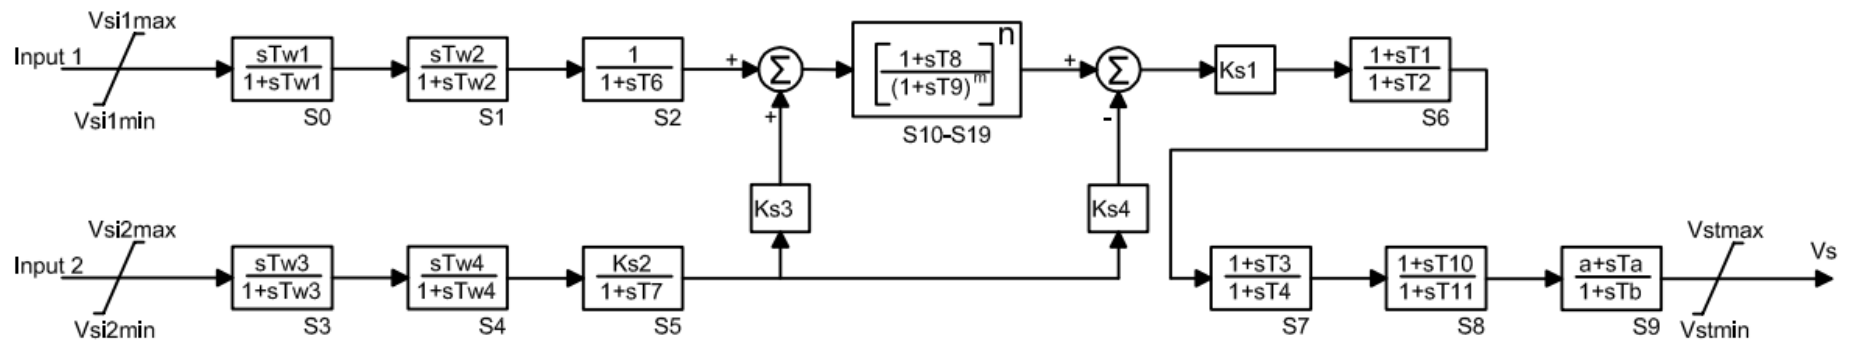 Vsi1max
Input 1
Vsi1min
sTw1
1+sTw1
S0
sTw2
1+sTw2
S1
1
1+sT6
S2
+
Σ
+
[1+sT8
(1+sT9)^m]^n
S10-S19
+
Σ
-
Ks1
1+sT1
1+sT2
S6
Ks3
Ks4
Vsi2max
Input 2
Vsi2min
sTw3
1+sTw3
S3
sTw4
1+sTw4
S4
Ks2
1+sT7
S5
1+sT3
1+sT4
S7
1+sT10
1+sT11
S8
a+sTa
1+sTb
S9
Vstmax
Vs
Vstmin